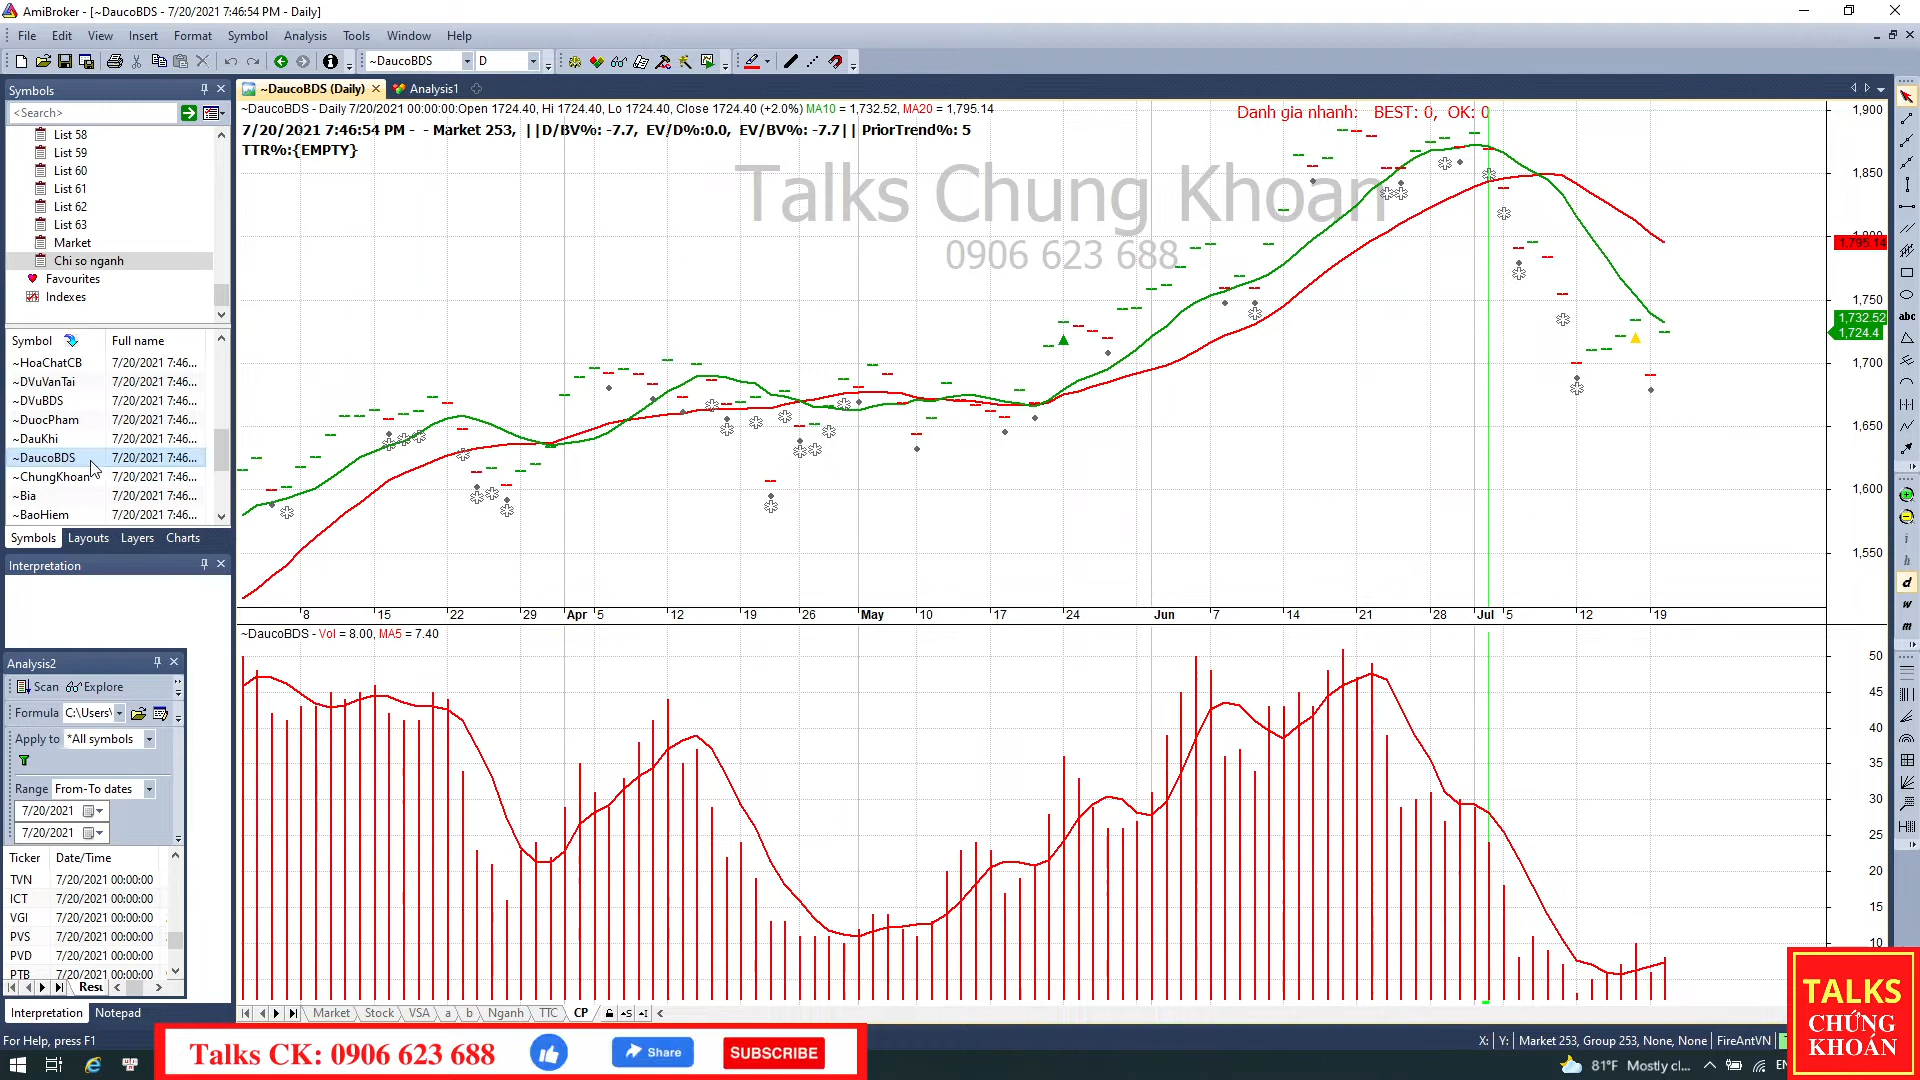 AmiBroker - [~DaucoBDS - 7/20/2021 7:46:54 PM - Daily]
File Edit View Insert Format Symbol Analysis Tools Window Help
~DaucoBDS D
Symbols
~DaucoBDS (Daily) Analysis1
<Search>
List 58
List 59
List 60
List 61
List 62
List 63
Market
Chi so nganh
Favourites
Indexes
Symbol Full name
~HoaChatCB 7/20/2021 7:46...
~DVuVanTai 7/20/2021 7:46...
~DVuBDS 7/20/2021 7:46...
~DuocPham 7/20/2021 7:46...
~DauKhi 7/20/2021 7:46...
~DaucoBDS 7/20/2021 7:46...
~ChungKhoan 7/20/2021 7:46...
~Bia 7/20/2021 7:46...
~BaoHiem 7/20/2021 7:46...
Symbols Layouts Layers Charts
Interpretation
Analysis2
Scan Explore
Formula C:\Users\
Apply to *All symbols
Range From-To dates
7/20/2021
7/20/2021
Ticker Date/Time
TVN 7/20/2021 00:00:00
ICT 7/20/2021 00:00:00
VGI 7/20/2021 00:00:00
PVS 7/20/2021 00:00:00
PVD 7/20/2021 00:00:00
PTB 7/20/2021 00:00:00
Resu
Interpretation Notepad
For Help, press F1
~DaucoBDS - Daily 7/20/2021 00:00:00:Open 1724.40, Hi 1724.40, Lo 1724.40, Close 1724.40 (+2.0%) MA10 = 1,732.52, MA20 = 1,795.14
Danh gia nhanh: BEST: 0, OK: 0
7/20/2021 7:46:54 PM - - Market 253, ||D/BV%: -7.7, EV/D%:0.0, EV/BV%: -7.7|| PriorTrend%: 5
TTR%:{EMPTY}
Talks Chung Khoan
0906 623 688
1,900
1,850
1,800
1,795.14
1,750
1,732.52
1,724.4
1,700
1,650
1,600
1,550
8 15 22 29 Apr 5 12 19 26 May 10 17 24 Jun 7 14 21 28 Jul 5 12 19
~DaucoBDS - Vol = 8.00, MA5 = 7.40
50
45
40
35
30
25
20
15
10
Market Stock VSA a b Nganh TTC CP
abc
i
h
d
w
m
X: Y: Market 253, Group 253, None, None FireAntVN
Talks CK: 0906 623 688 Share SUBSCRIBE
81°F Mostly cl...
TALKS
CHỨNG
KHOÁN